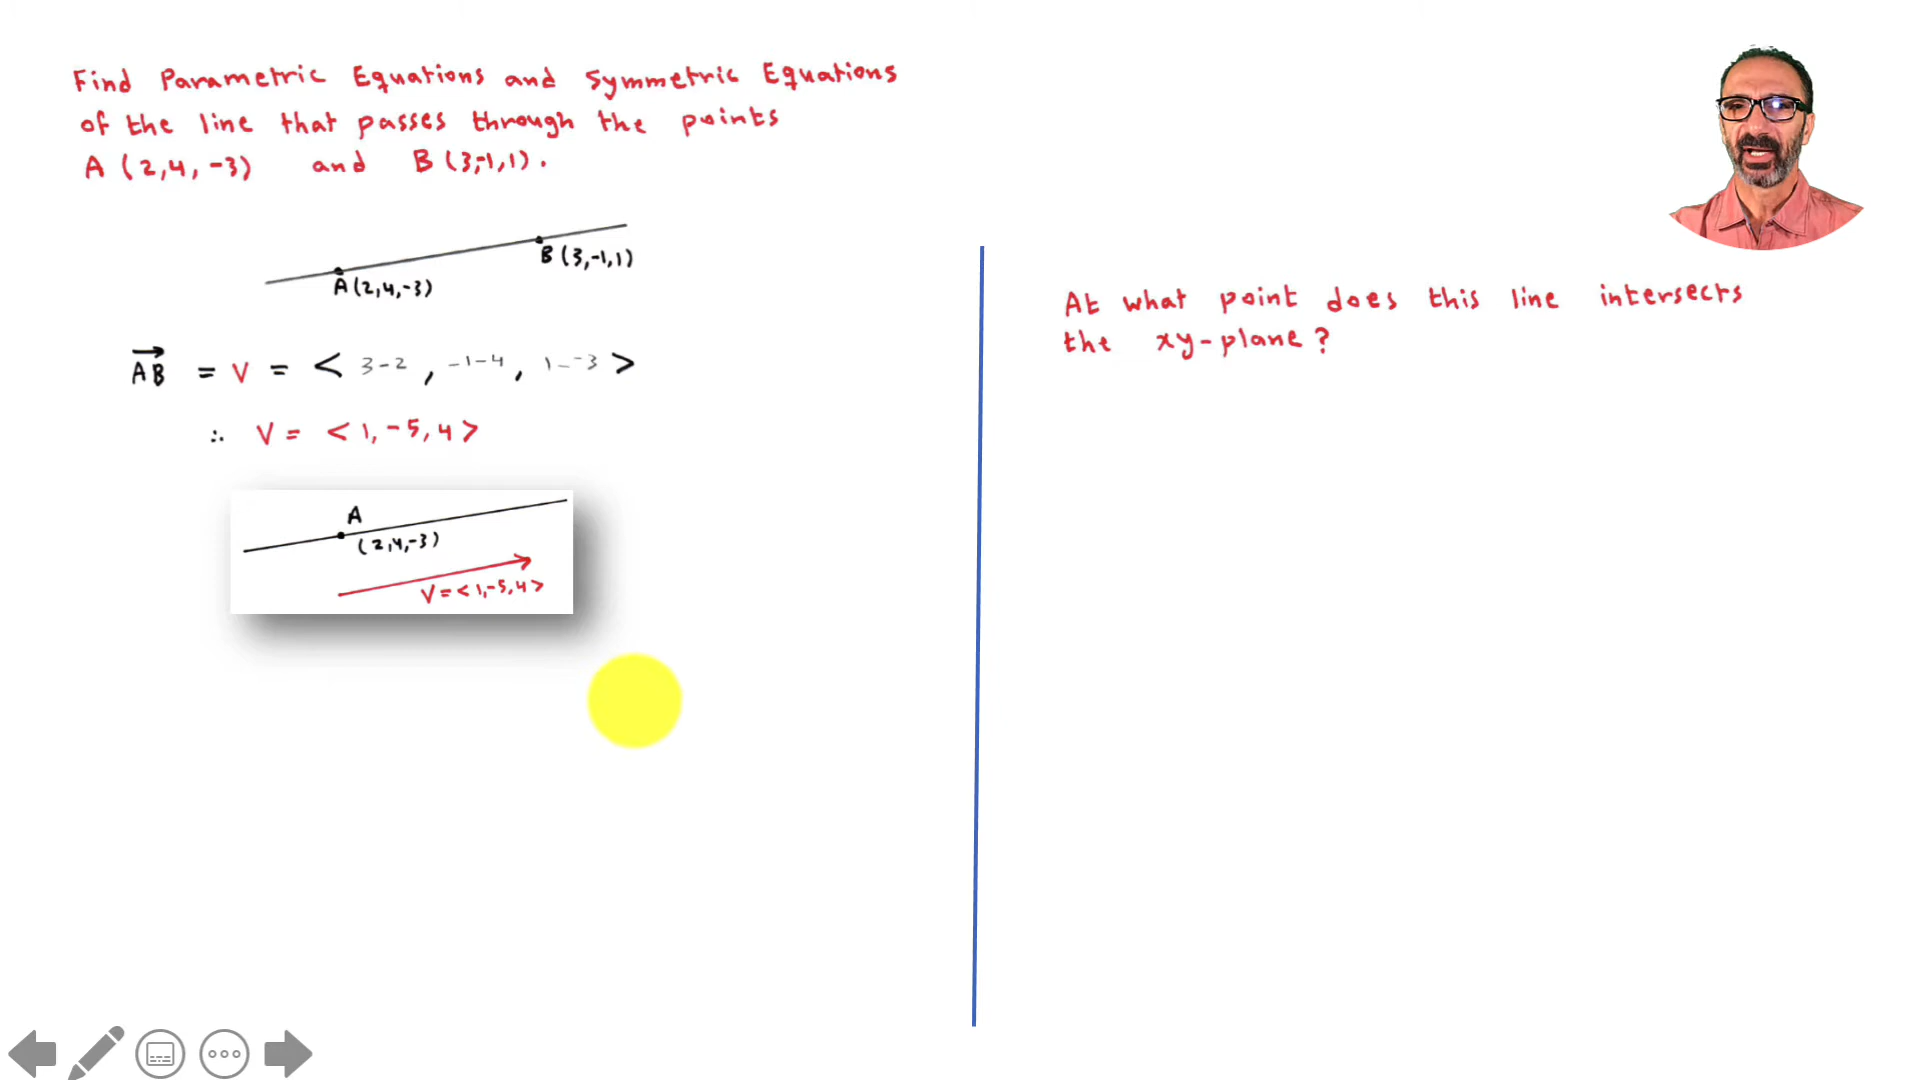 Find Parametric Equations and Symmetric Equations
of the line that passes through the points
A (2,4,-3) and B (3,-1,1).
B (3,-1,1)
A (2,4,-3)
AB = V = < 3-2 , -1-4 , 1--3 >
∴ V = < 1, -5, 4 >
A
(2,4,-3)
V = < 1, -5, 4 >
At what point does this line intersects
the xy-plane?